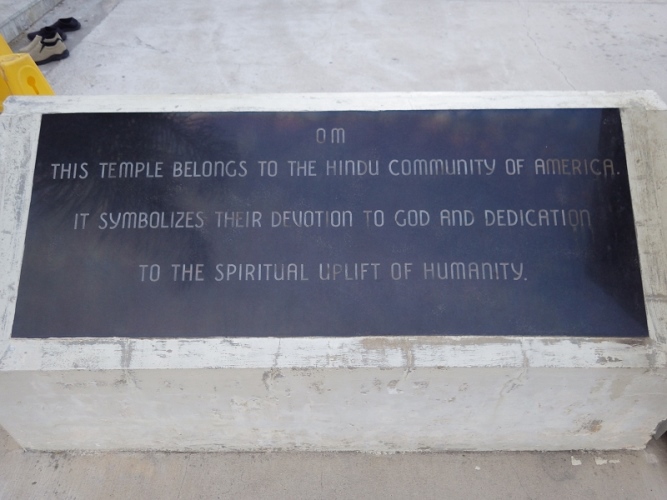 OM
THIS TEMPLE BELONGS TO THE HINDU COMMUNITY OF AMERICA.
IT SYMBOLIZES THEIR DEVOTION TO GOD AND DEDICATION
TO THE SPIRITUAL UPLIFT OF HUMANITY.